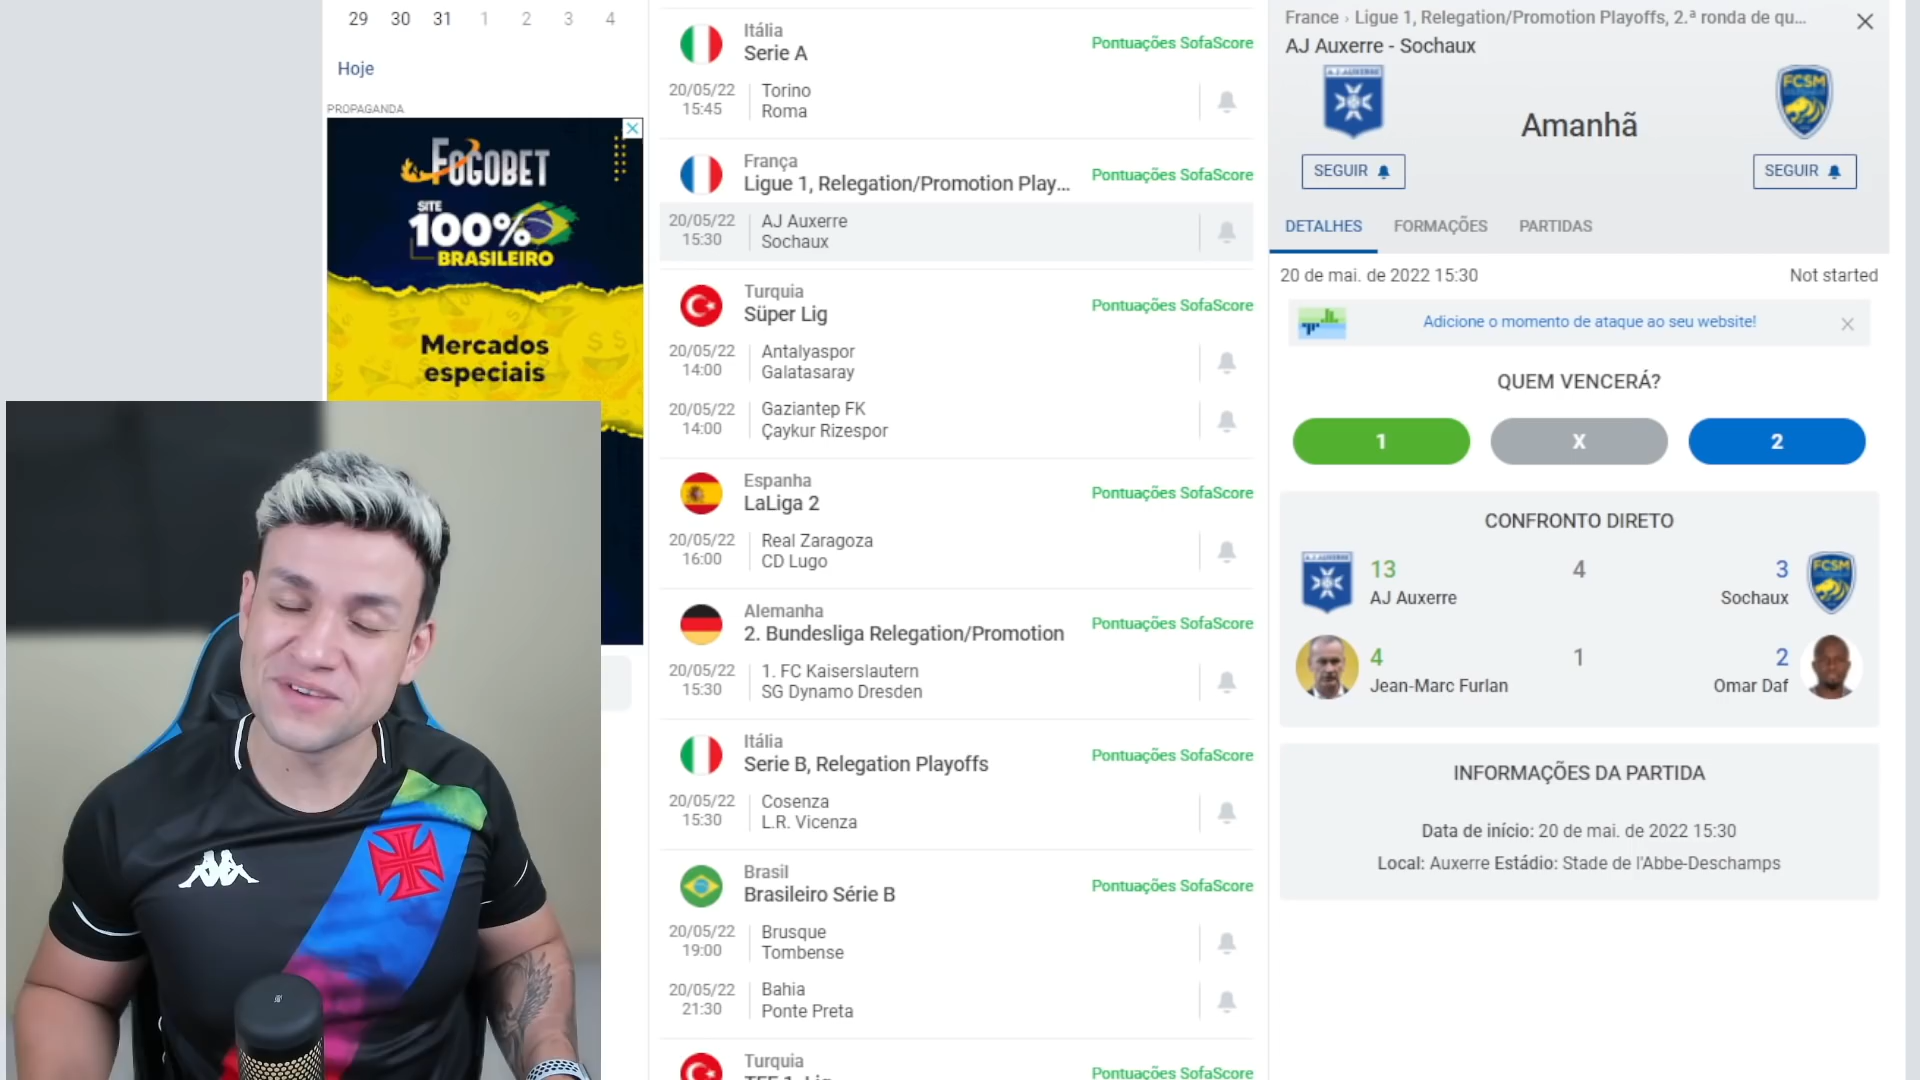 29 30 31 1 2 3 4
Hoje
PROPAGANDA
FOGOBET
SITE
100%
BRASILEIRO
Mercados
especiais
Itália
Serie A
Pontuações SofaScore
20/05/22
15:45
Torino
Roma
França
Ligue 1, Relegation/Promotion Play...
Pontuações SofaScore
20/05/22
15:30
AJ Auxerre
Sochaux
Turquia
Süper Lig
Pontuações SofaScore
20/05/22
14:00
Antalyaspor
Galatasaray
20/05/22
14:00
Gaziantep FK
Çaykur Rizespor
Espanha
LaLiga 2
Pontuações SofaScore
20/05/22
16:00
Real Zaragoza
CD Lugo
Alemanha
2. Bundesliga Relegation/Promotion
Pontuações SofaScore
20/05/22
15:30
1. FC Kaiserslautern
SG Dynamo Dresden
Itália
Serie B, Relegation Playoffs
Pontuações SofaScore
20/05/22
15:30
Cosenza
L.R. Vicenza
Brasil
Brasileiro Série B
Pontuações SofaScore
20/05/22
19:00
Brusque
Tombense
20/05/22
21:30
Bahia
Ponte Preta
Turquia
Pontuações SofaScore
France › Ligue 1, Relegation/Promotion Playoffs, 2.ª ronda de qu...
AJ Auxerre - Sochaux
A J AUXERRE
FCSM
Amanhã
SEGUIR
SEGUIR
DETALHES FORMAÇÕES PARTIDAS
20 de mai. de 2022 15:30
Not started
Adicione o momento de ataque ao seu website!
QUEM VENCERÁ?
1 X 2
CONFRONTO DIRETO
A J AUXERRE
13 4 3
AJ Auxerre Sochaux
FCSM
4 1 2
Jean-Marc Furlan Omar Daf
INFORMAÇÕES DA PARTIDA
Data de início: 20 de mai. de 2022 15:30
Local: Auxerre Estádio: Stade de l'Abbe-Deschamps